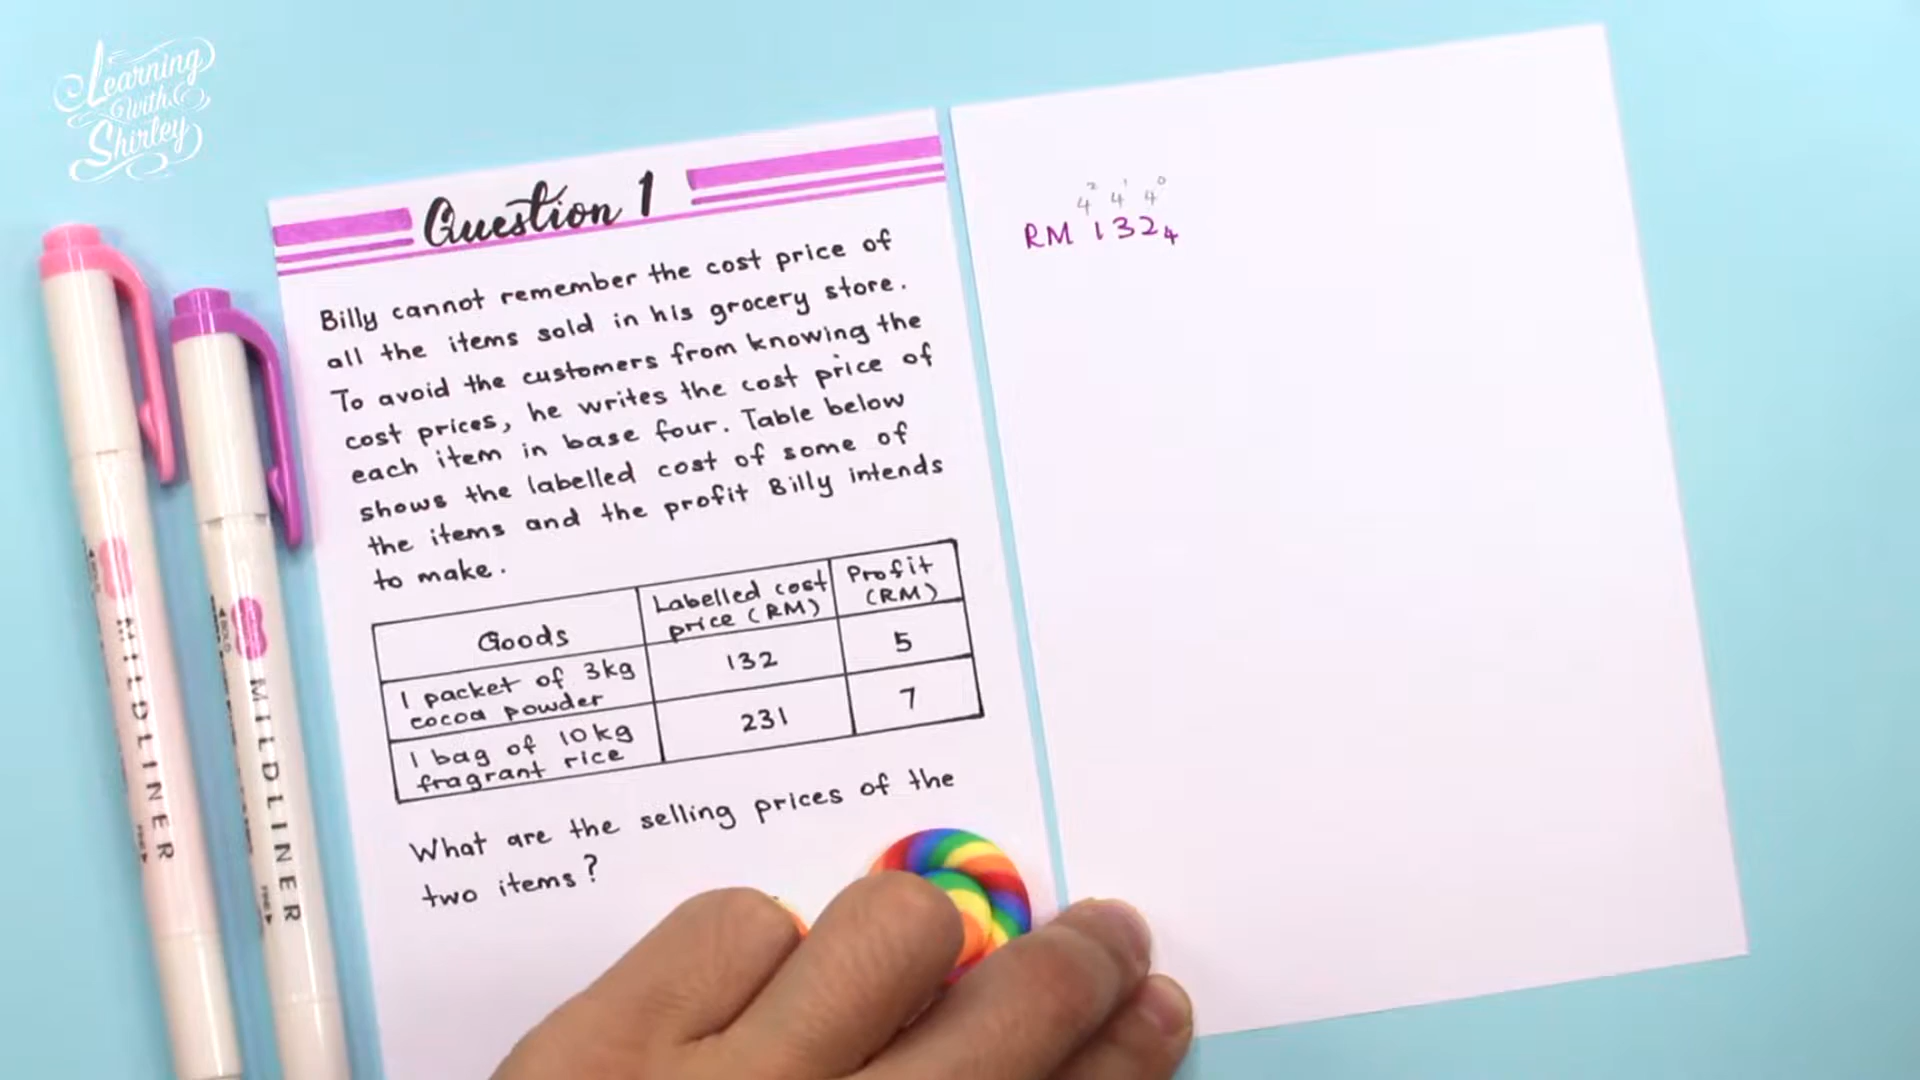 Learning
With
Shirley
Question 1
Billy cannot remember the cost price of
all the items sold in his grocery store.
To avoid the customers from knowing the
cost prices, he writes the cost price of
each item in base four. Table below
shows the labelled cost of some of
the items and the profit Billy intends
to make.
Goods Labelled cost price (RM) Profit (RM)
1 packet of 3kg cocoa powder 132 5
1 bag of 10kg fragrant rice 231 7
What are the selling prices of the
two items?
4² 4¹ 4⁰
RM 132₄
MILDLINER
MILDLINER